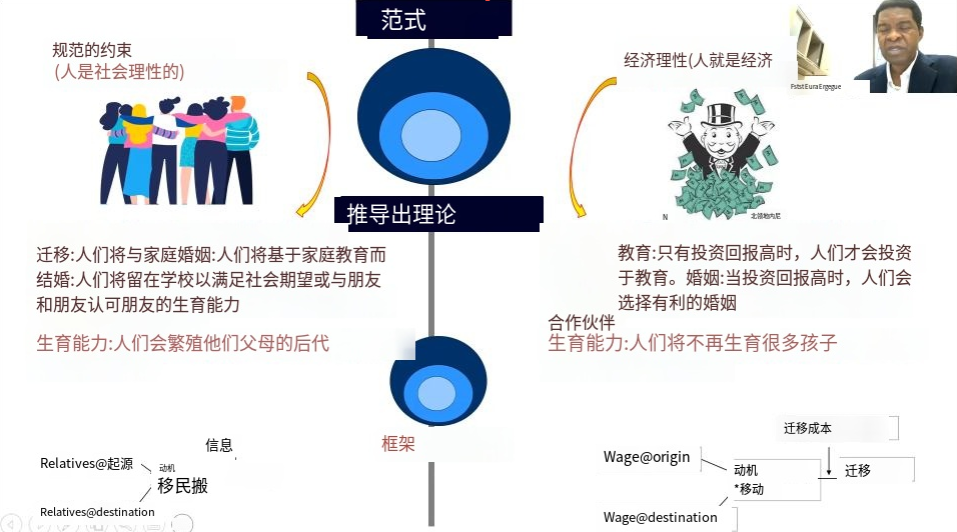 范式
规范的约束
(人是社会理性的)
经济理性(人就是经济
推导出理论
N
北领地内尼
迁移:人们将与家庭婚姻:人们将基于家庭教育而
结婚:人们将留在学校以满足社会期望或与朋友
和朋友认可朋友的生育能力
生育能力:人们会繁殖他们父母的后代
教育:只有投资回报高时，人们才会投资
于教育。婚姻:当投资回报高时，人们会
选择有利的婚姻
合作伙伴
生育能力:人们将不再生育很多孩子
框架
信息
Relatives@起源
动机
移民搬
Relatives@destination
迁移成本
Wage@origin
动机
*移动
迁移
Wage@destination